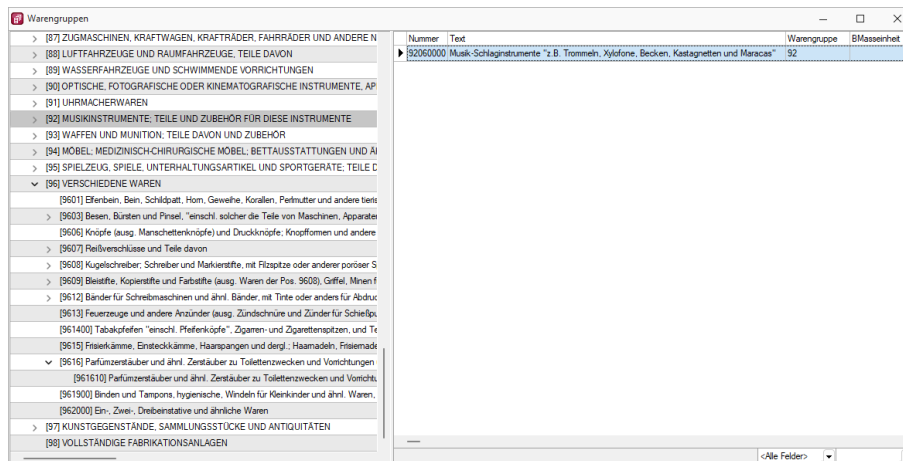 Warengruppen
[87] ZUGMASCHINEN, KRAFTWAGEN, KRAFTRÄDER, FAHRRÄDER UND ANDERE N
[88] LUFTFAHRZEUGE UND RAUMFAHRZEUGE, TEILE DAVON
[89] WASSERFAHRZEUGE UND SCHWIMMENDE VORRICHTUNGEN
[90] OPTISCHE, FOTOGRAFISCHE ODER KINEMATOGRAFISCHE INSTRUMENTE, AP
[91] UHRMACHERWAREN
[92] MUSIKINSTRUMENTE; TEILE UND ZUBEHÖR FÜR DIESE INSTRUMENTE
[93] WAFFEN UND MUNITION; TEILE DAVON UND ZUBEHÖR
[94] MÖBEL; MEDIZINISCH-CHIRURGISCHE MÖBEL; BETTAUSSTATTUNGEN UND Ä
[95] SPIELZEUG, SPIELE, UNTERHALTUNGSARTIKEL UND SPORTGERÄTE; TEILE D
[96] VERSCHIEDENE WAREN
[9601] Elfenbein, Bein, Schildpatt, Horn, Geweihe, Korallen, Perlmutter und andere tieris
[9603] Besen, Bürsten und Pinsel, "einschl. solcher die Teile von Maschinen, Apparaten
[9606] Knöpfe (ausg. Manschettenknöpfe) und Druckknöpfe; Knopfformen und andere
[9607] Reißverschlüsse und Teile davon
[9608] Kugelschreiber; Schreiber und Markierstifte, mit Filzspitze oder anderer poröser S
[9609] Bleistifte, Kopierstifte und Farbstifte (ausg. Waren der Pos. 9608), Griffel, Minen f
[9612] Bänder für Schreibmaschinen und ähnl. Bänder, mit Tinte oder anders für Abdruc
[9613] Feuerzeuge und andere Anzünder (ausg. Zündschnüre und Zünder für Schießpu
[961400] Tabakpfeifen "einschl. Pfeifenköpfe", Zigarren- und Zigarettenspitzen, und Te
[9615] Frisierkämme, Einsteckkämme, Haarspangen und dergl.; Haarnadeln, Frisiernade
[9616] Parfümzerstäuber und ähnl. Zerstäuber zu Toilettenzwecken und Vorrichtungen
[961610] Parfümzerstäuber und ähnl. Zerstäuber zu Toilettenzwecken und Vorrichtu
[961900] Binden und Tampons, hygienische, Windeln für Kleinkinder und ähnl. Waren,
[962000] Ein-, Zwei-, Dreibeinstative und ähnliche Waren
[97] KUNSTGEGENSTÄNDE, SAMMLUNGSSTÜCKE UND ANTIQUITÄTEN
[98] VOLLSTÄNDIGE FABRIKATIONSANLAGEN
Nummer Text Warengruppe BMasseinheit
92060000 Musik-Schlaginstrumente "z.B. Trommeln, Xylofone, Becken, Kastagnetten und Maracas" 92
<Alle Felder>